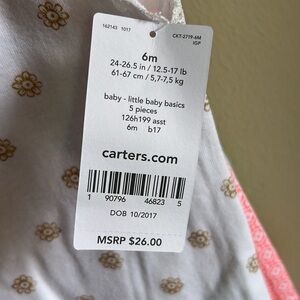 162143 1017
CKT-2719-6M
IGP
6m
24-26.5 in / 12.5-17 lb
61-67 cm / 5,7-7,5 kg
baby - little baby basics
5 pieces
126h199 asst
6m b17
carters.com
1 90796 46823 5
DOB 10/2017
MSRP $26.00